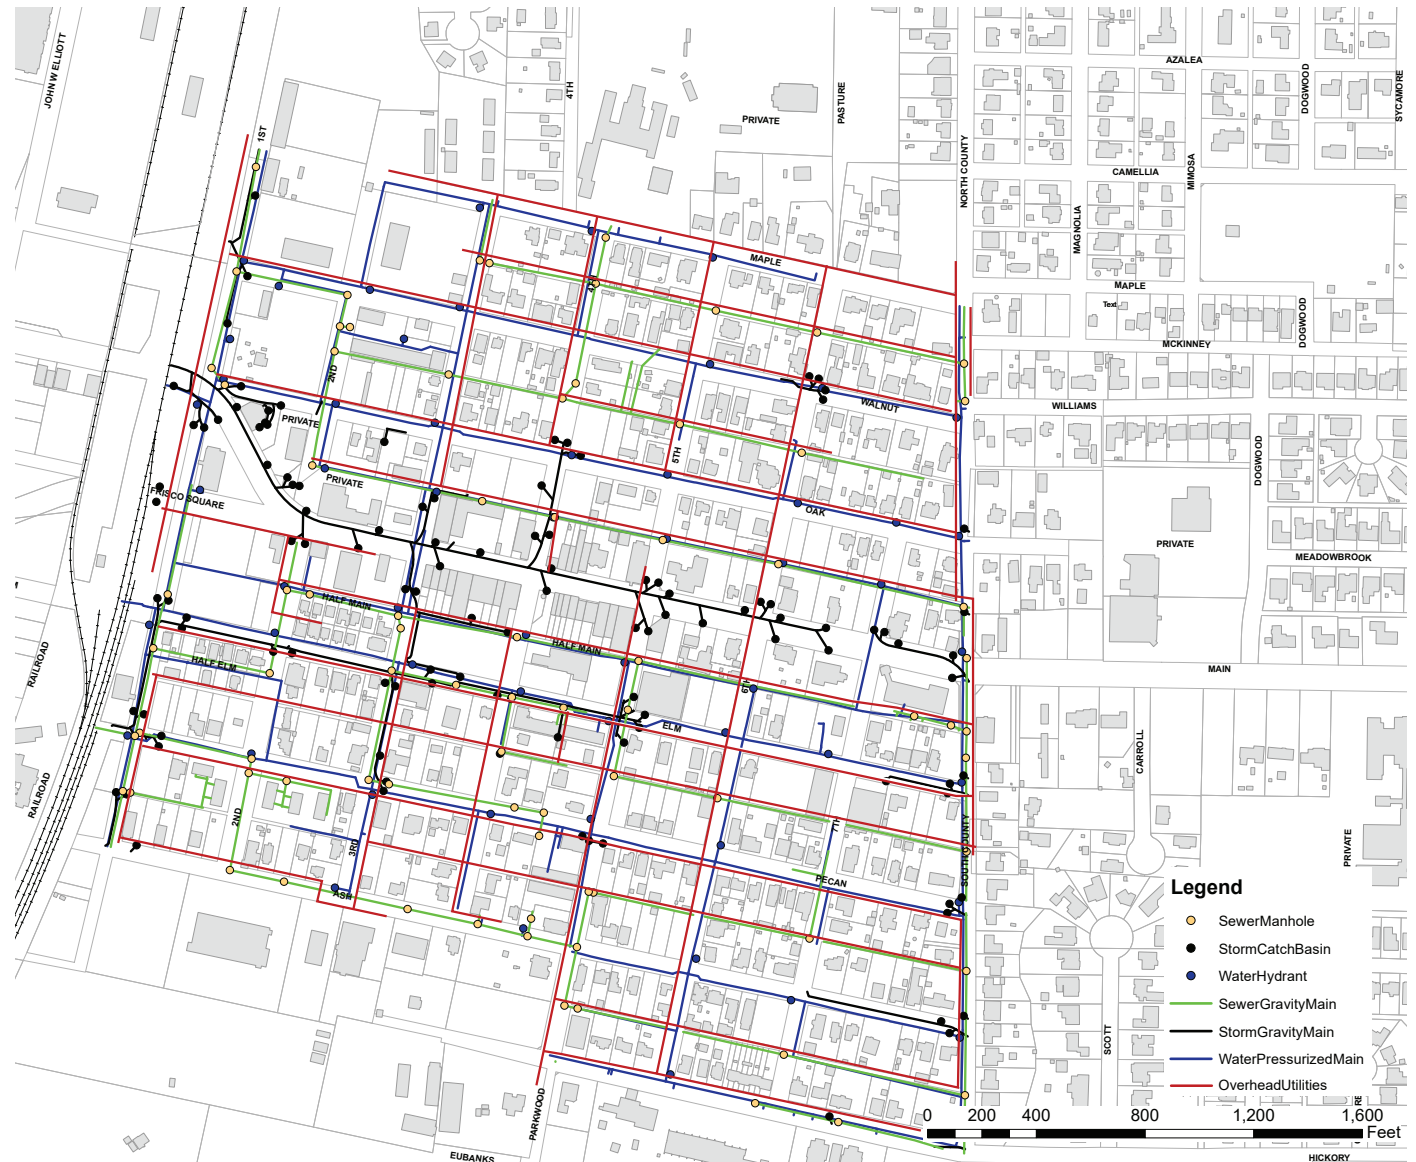 JOHN W ELLIOTT
1ST
4TH
PRIVATE
PASTURE
AZALEA
DOGWOOD
SYCAMORE
NORTH COUNTY
CAMELLIA
MIMOSA
MAGNOLIA
MAPLE
MAPLE
Text
DOGWOOD
4TH
MCKINNEY
2ND
WALNUT
WILLIAMS
PRIVATE
5TH
DOGWOOD
PRIVATE
FRISCO SQUARE
OAK
PRIVATE
MEADOWBROOK
HALF MAIN
HALF MAIN
RAILROAD
HALF ELM
MAIN
6TH
ELM
CARROLL
RAILROAD
2ND
3RD
7TH
SOUTH COUNTY
PRIVATE
PECAN
ASH
Legend
SewerManhole
StormCatchBasin
WaterHydrant
SewerGravityMain
StormGravityMain
WaterPressurizedMain
OverheadUtilities
SCOTT
PARKWOOD
0 200 400 800 1,200 1,600
Feet
EUBANKS
HICKORY